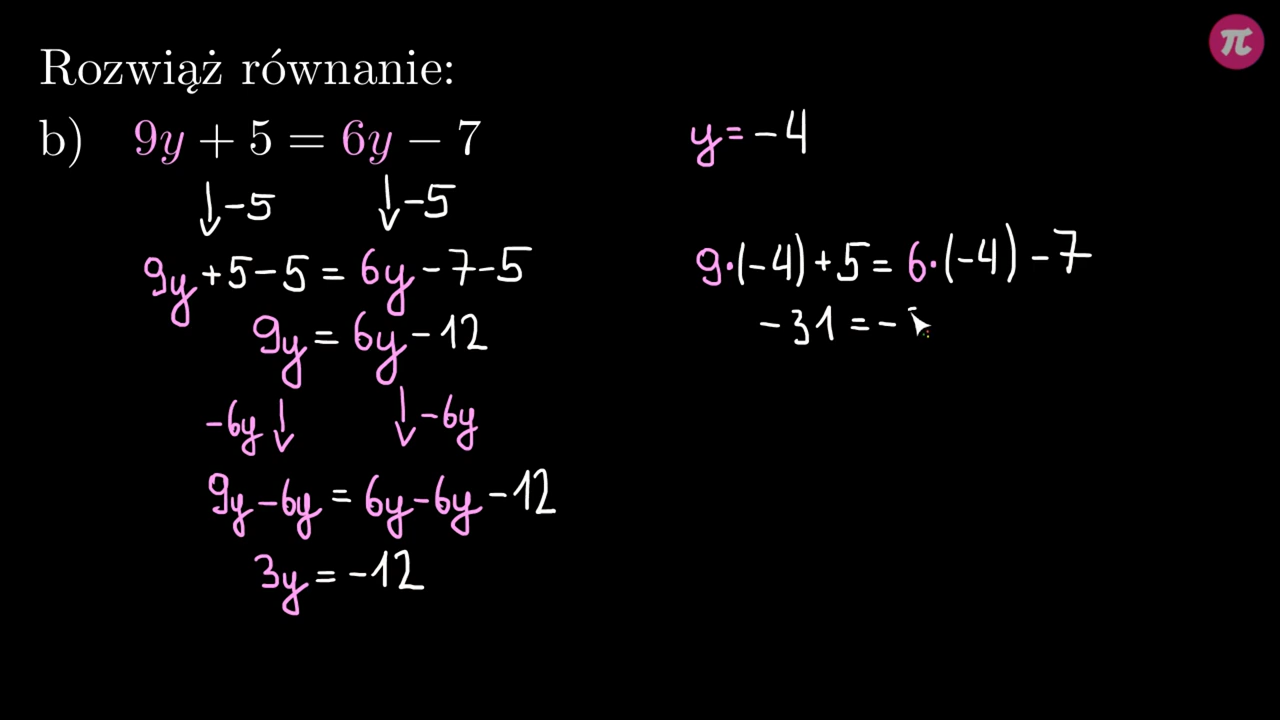 Rozwiąż równanie:
b) 9y + 5 = 6y − 7
↓−5 ↓−5
9y+5−5 = 6y−7−5
9y = 6y−12
−6y↓ ↓−6y
9y−6y = 6y−6y−12
3y = −12
y = −4
9·(−4)+5 = 6·(−4)−7
−31 = −
π